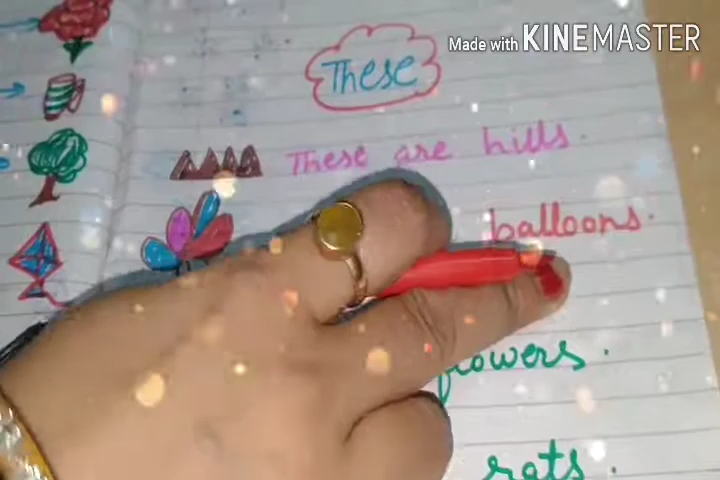 Made with KINEMASTER
These
These are hills.
balloons.
flowers.
rats.